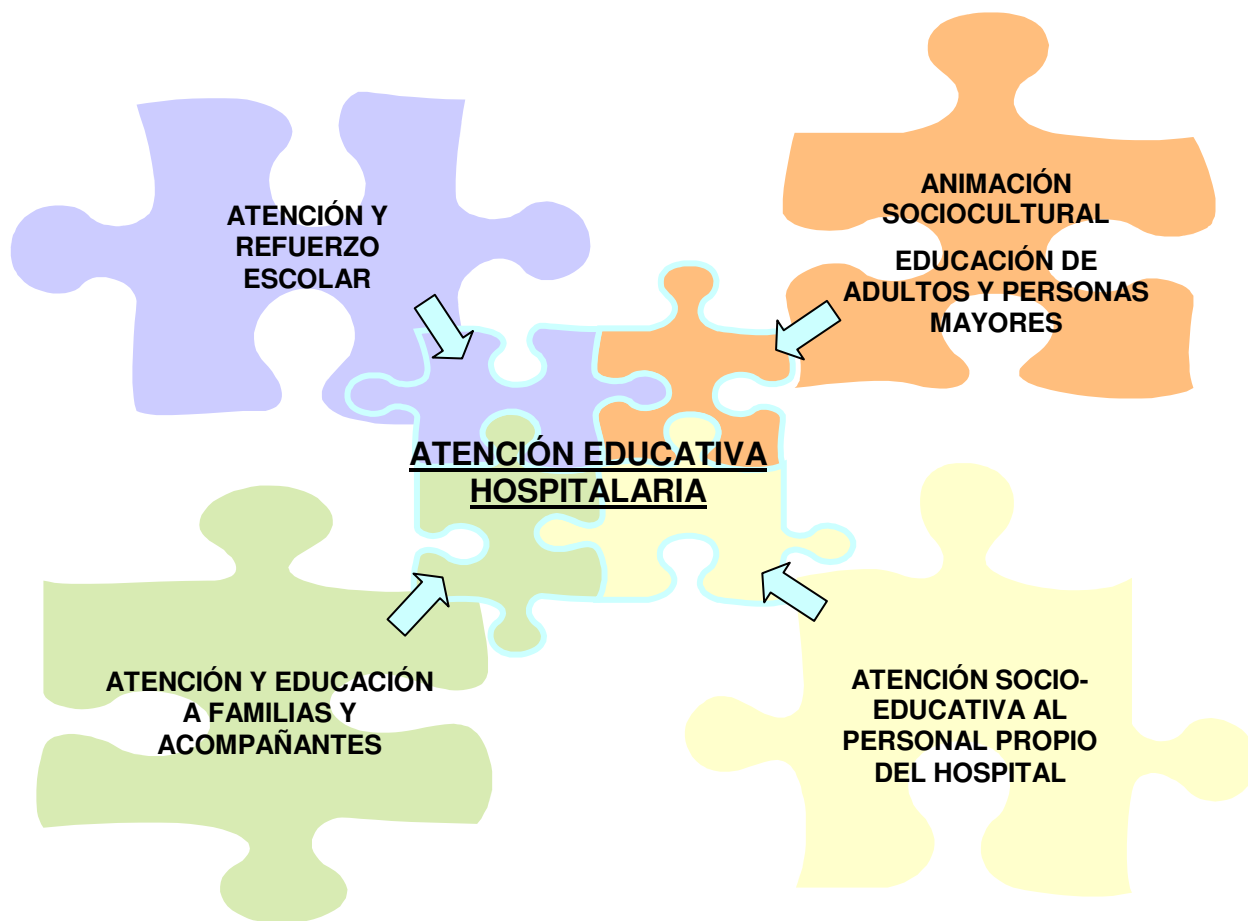 ATENCIÓN Y
REFUERZO
ESCOLAR
ANIMACIÓN
SOCIOCULTURAL
EDUCACIÓN DE
ADULTOS Y PERSONAS
MAYORES
ATENCIÓN EDUCATIVA
HOSPITALARIA
ATENCIÓN Y EDUCACIÓN
A FAMILIAS Y
ACOMPAÑANTES
ATENCIÓN SOCIO-
EDUCATIVA AL
PERSONAL PROPIO
DEL HOSPITAL